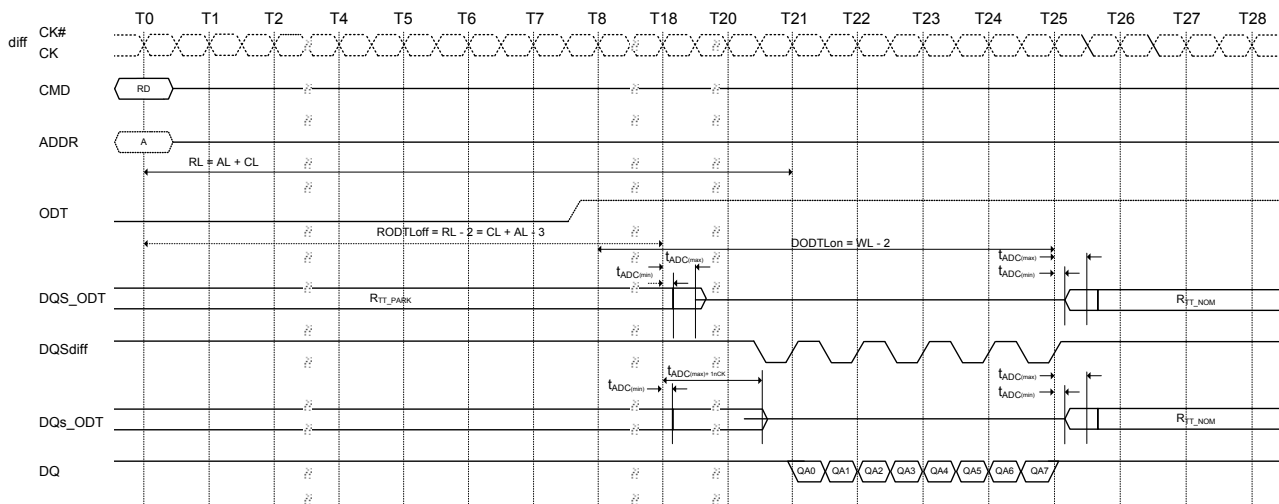 T0 T1 T2 T4 T5 T6 T7 T8 T18 T20 T21 T22 T23 T24 T25 T26 T27 T28
diff CK#
CK
CMD RD
ADDR A
RL = AL + CL
ODT
RODTLoff = RL - 2 = CL + AL - 3
DODTLon = WL - 2
tADC(max) tADC(max)
tADC(min) tADC(min)
DQS_ODT RTT_PARK RTT_NOM
DQSdiff
tADC(max)+ 1nCK tADC(max)
tADC(min) tADC(min)
DQs_ODT RTT_NOM
DQ QA0 QA1 QA2 QA3 QA4 QA5 QA6 QA7